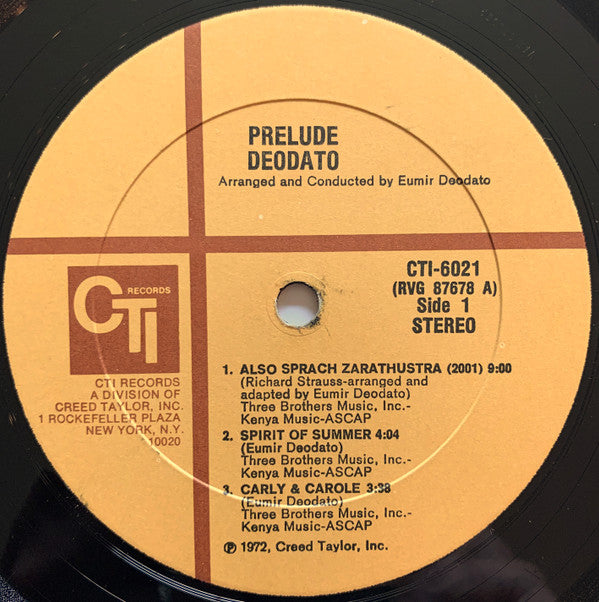 PRELUDE
DEODATO
Arranged and Conducted by Eumir Deodato
CTI-6021
(RVG 87678 A)
Side 1
STEREO
CTI RECORDS
CTI RECORDS
A DIVISION OF
CREED TAYLOR, INC.
1 ROCKEFELLER PLAZA
NEW YORK, N.Y.
10020
1. ALSO SPRACH ZARATHUSTRA (2001) 9:00
(Richard Strauss-arranged and
adapted by Eumir Deodato)
Three Brothers Music, Inc.-
Kenya Music-ASCAP
2. SPIRIT OF SUMMER 4:04
(Eumir Deodato)
Three Brothers Music, Inc.-
Kenya Music-ASCAP
3. CARLY & CAROLE 3:38
(Eumir Deodato)
Three Brothers Music, Inc.-
Kenya Music-ASCAP
℗ 1972, Creed Taylor, Inc.